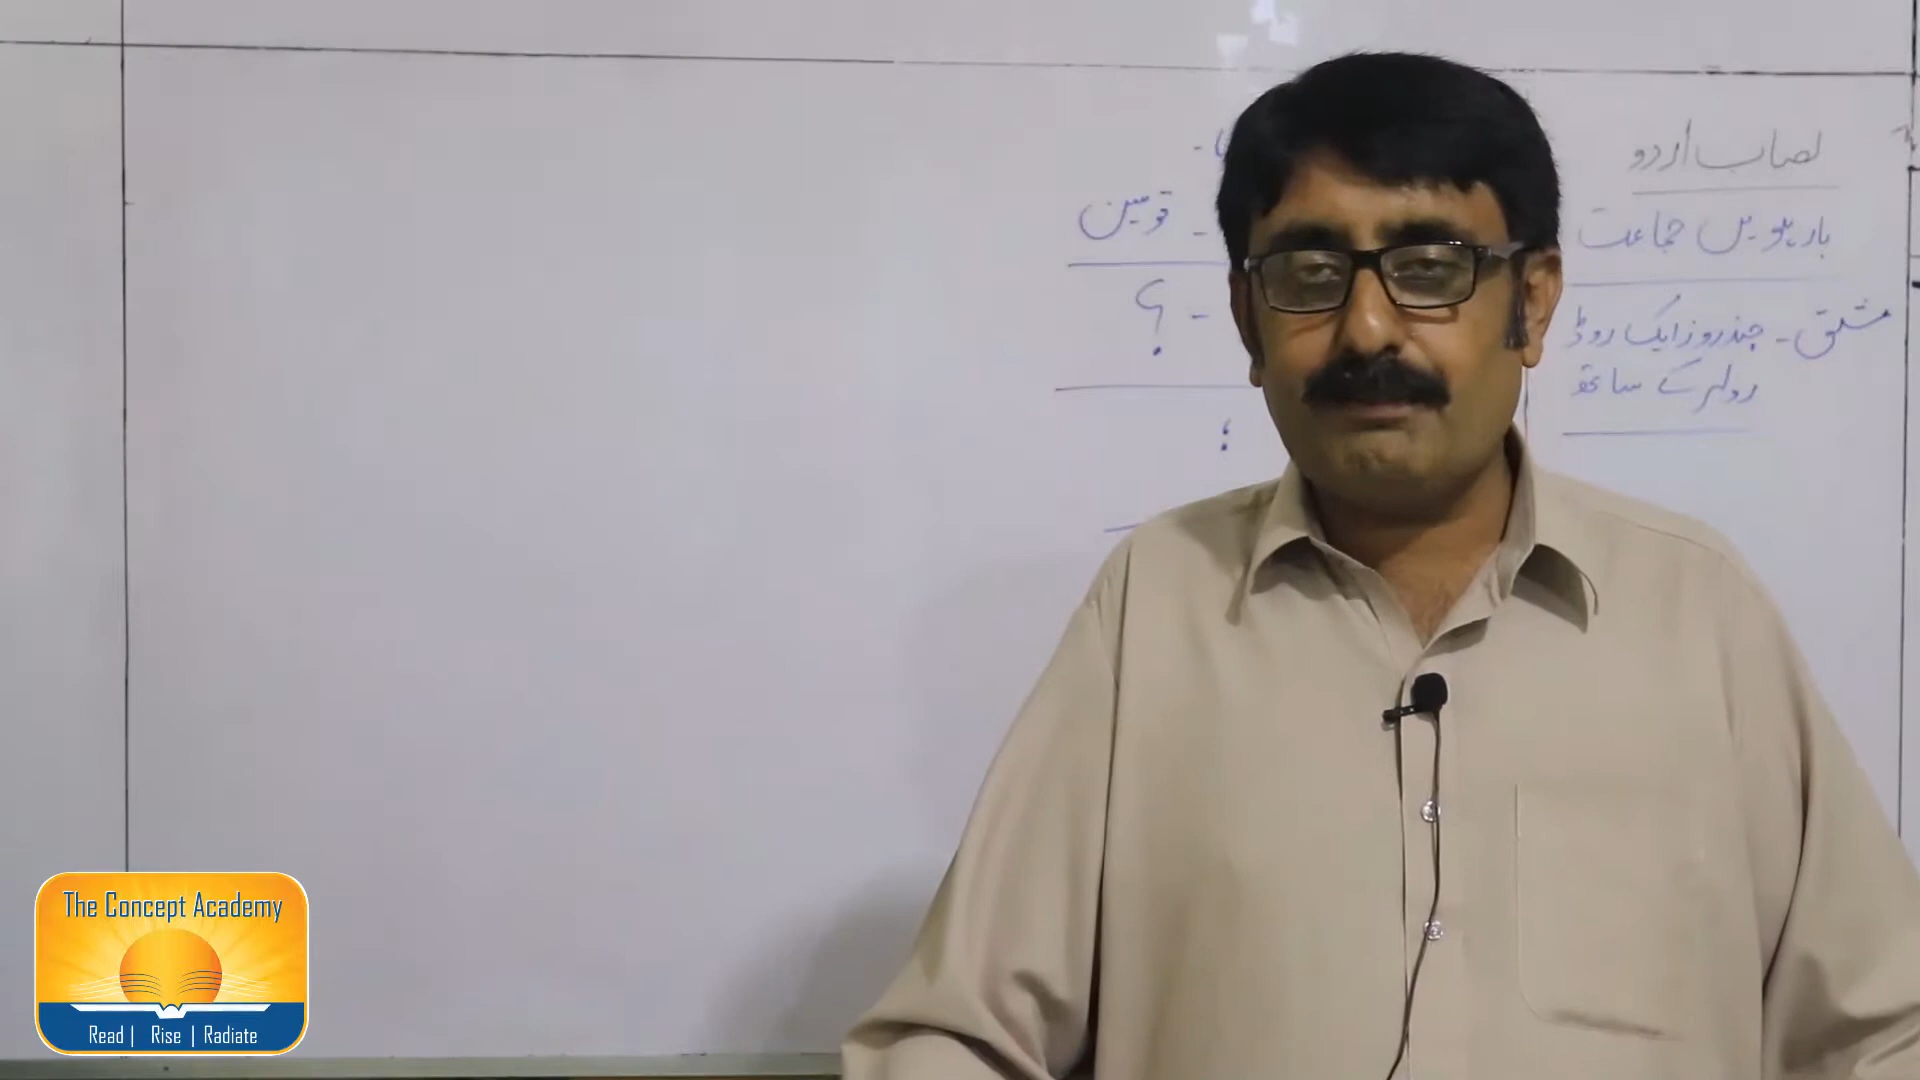 نصاب اردو
بارہویں جماعت
مشق - چند روز ایک روڈ
رولر کے ساتھ
- قوسین
- ؟
؛
The Concept Academy
Read | Rise | Radiate